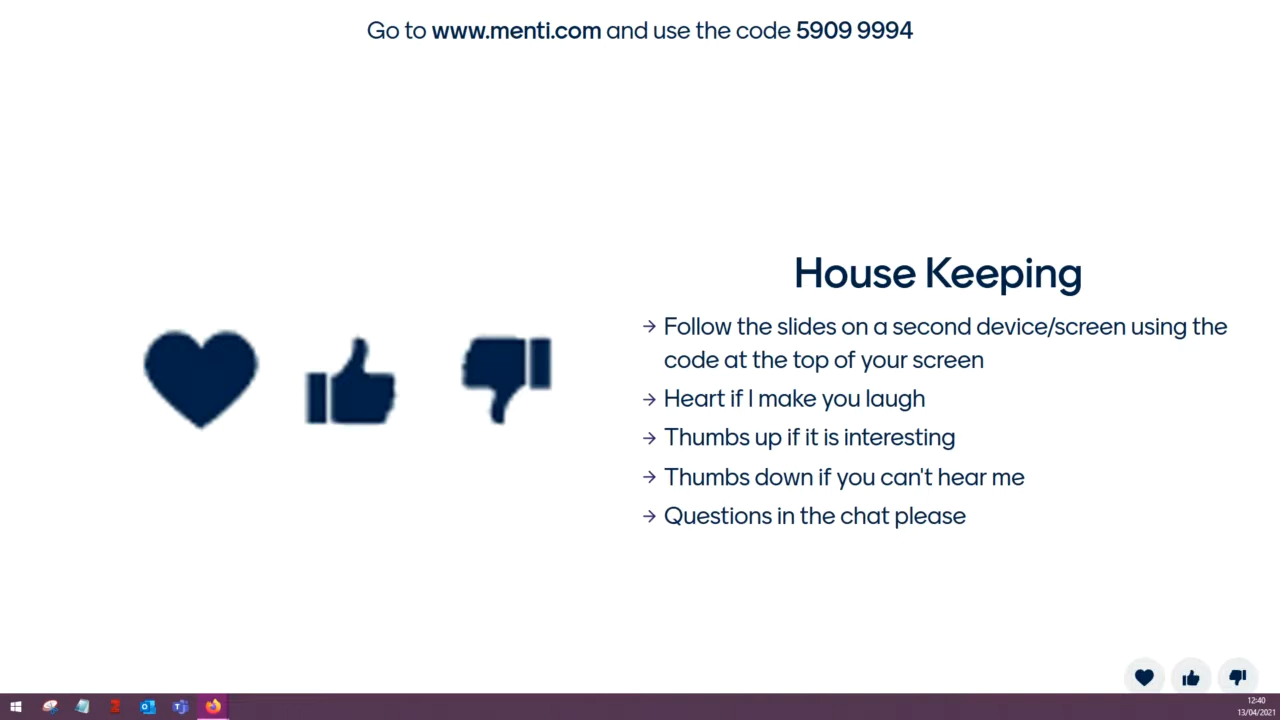 Go to www.menti.com and use the code 5909 9994
House Keeping
→ Follow the slides on a second device/screen using the
code at the top of your screen
→ Heart if I make you laugh
→ Thumbs up if it is interesting
→ Thumbs down if you can't hear me
→ Questions in the chat please
12:40
13/04/2021